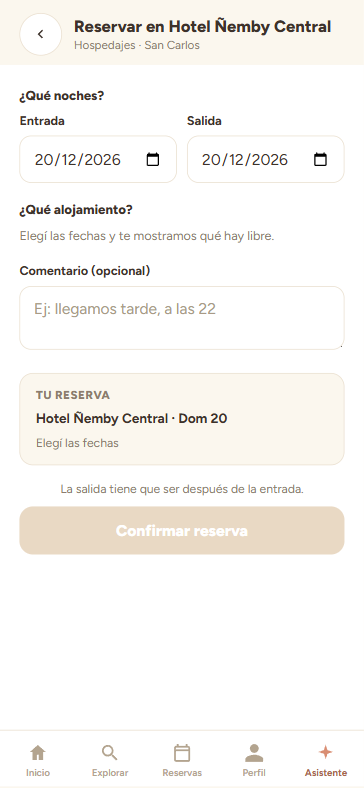 Reservar en Hotel Ñemby Central
Hospedajes · San Carlos
¿Qué noches?
Entrada
Salida
20/12/2026
20/12/2026
¿Qué alojamiento?
Elegí las fechas y te mostramos qué hay libre.
Comentario (opcional)
Ej: llegamos tarde, a las 22
TU RESERVA
Hotel Ñemby Central · Dom 20
Elegí las fechas
La salida tiene que ser después de la entrada.
Confirmar reserva
Inicio
Explorar
Reservas
Perfil
Asistente